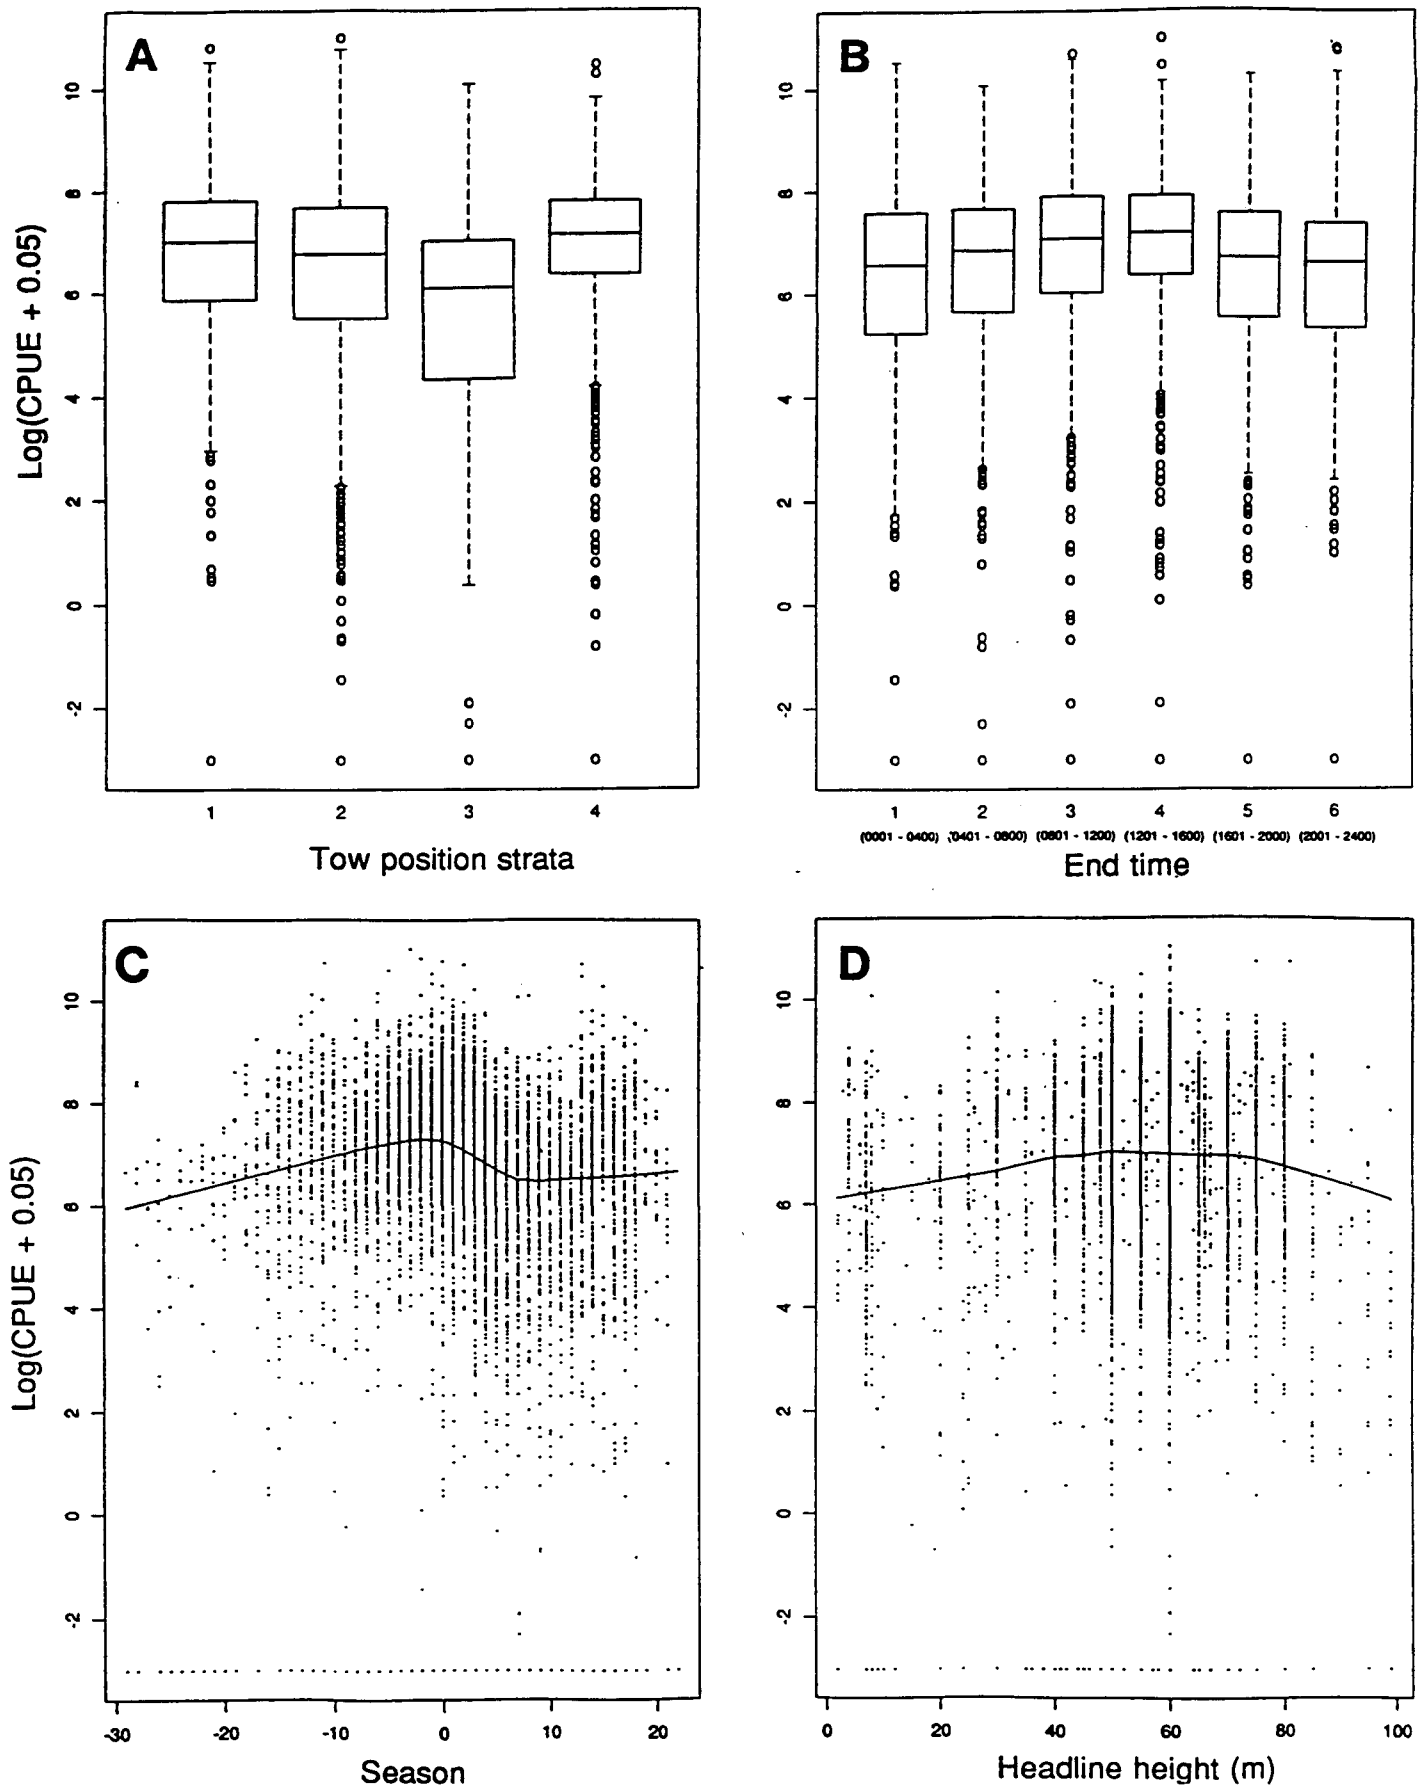 A
B
Log(CPUE + 0.05)
10
8
6
4
2
0
-2
10
8
6
4
2
0
-2
1 2 3 4
1 2 3 4 5 6
(0001 - 0400) (0401 - 0800) (0801 - 1200) (1201 - 1600) (1601 - 2000) (2001 - 2400)
Tow position strata
End time
C
D
Log(CPUE + 0.05)
10
8
6
4
2
0
-2
10
8
6
4
2
0
-2
-30 -20 -10 0 10 20
0 20 40 60 80 100
Season
Headline height (m)